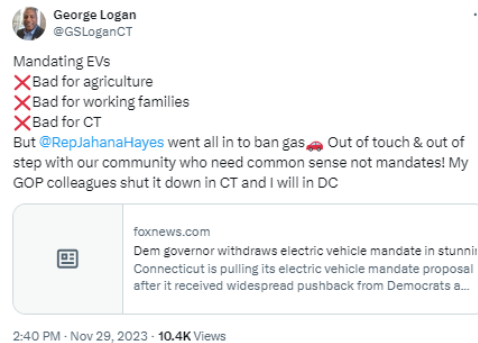 George Logan
@GSLoganCT
Mandating EVs
❌Bad for agriculture
❌Bad for working families
❌Bad for CT
But @RepJahanaHayes went all in to ban gas🚗 Out of touch & out of
step with our community who need common sense not mandates! My
GOP colleagues shut it down in CT and I will in DC
foxnews.com
Dem governor withdraws electric vehicle mandate in
Connecticut is pulling its electric vehicle mandate proposal
after it received widespread pushback from Democrats a...
2:40 PM · Nov 29, 2023 · 10.4K Views